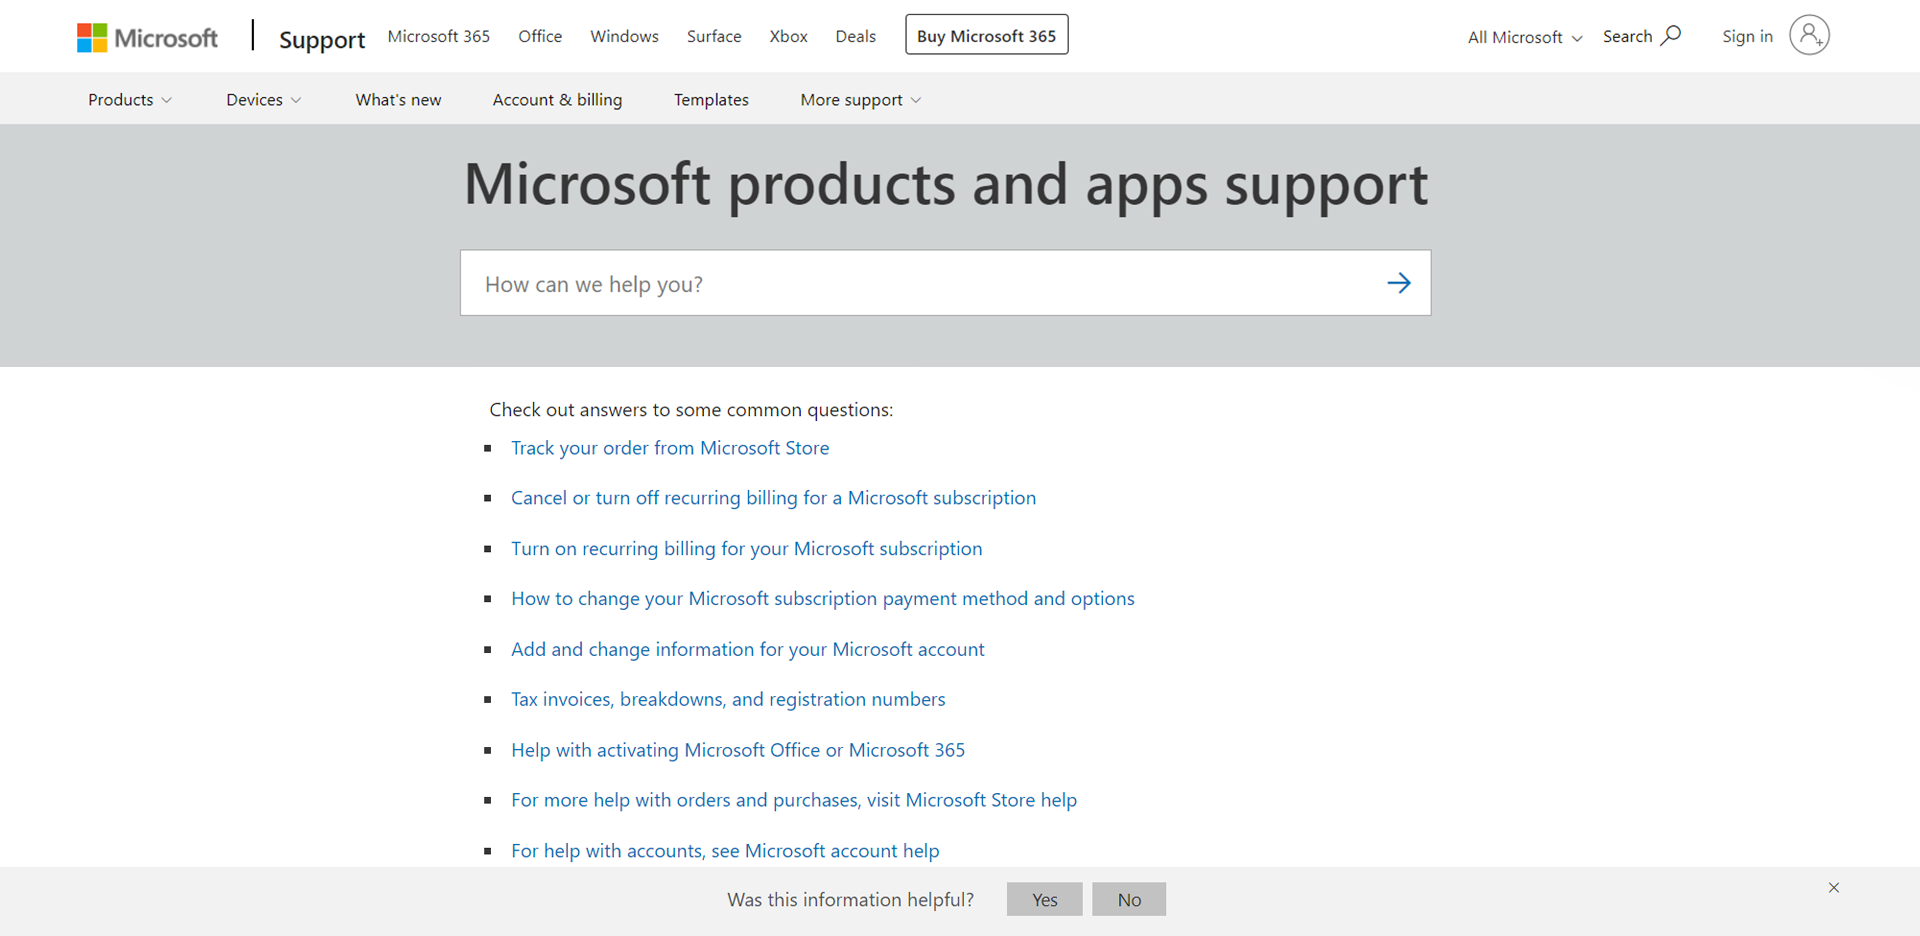 Microsoft Support Microsoft 365 Office Windows Surface Xbox Deals Buy Microsoft 365 All Microsoft Search Sign in
Products Devices What's new Account & billing Templates More support
Microsoft products and apps support
How can we help you?
Check out answers to some common questions:
Track your order from Microsoft Store
Cancel or turn off recurring billing for a Microsoft subscription
Turn on recurring billing for your Microsoft subscription
How to change your Microsoft subscription payment method and options
Add and change information for your Microsoft account
Tax invoices, breakdowns, and registration numbers
Help with activating Microsoft Office or Microsoft 365
For more help with orders and purchases, visit Microsoft Store help
For help with accounts, see Microsoft account help
Was this information helpful? Yes No